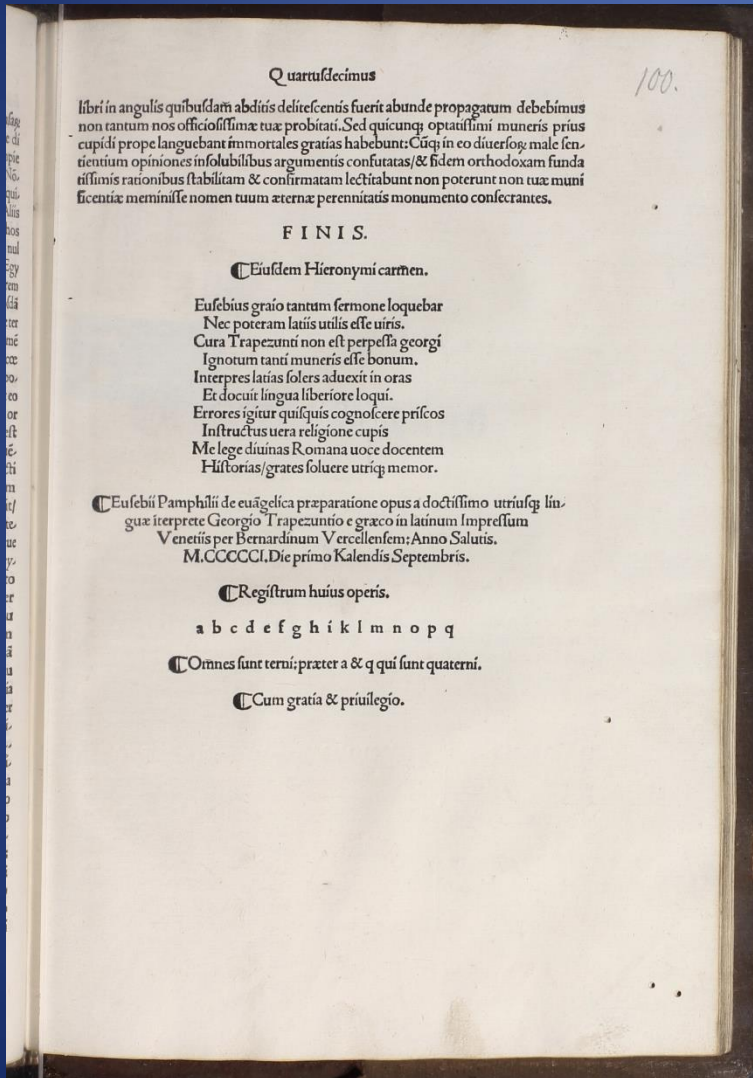 Quartusdecimus
100.
libri in angulis quibusdam̄ abditis delitescentis fuerit abunde propagatum debebimus
non tantum nos officiosissimæ tuæ probitati. Sed quicunqꝫ optatissimi muneris prius
cupidi prope languebant immortales gratias habebunt: Cūqꝫ in eo diuersoꝝ male sen-
tientium opiniones insolubilibus argumentis confutatas/& fidem orthodoxam funda
tissimis rationibus stabilitam & confirmatam lectitabunt non poterunt non tuæ muni
ficentiæ meminisse nomen tuum æternæ perennitatis monumento consecrantes.
FINIS.
⸿Eiusdem Hieronymi carmen.
Eusebius graio tantum sermone loquebar
Nec poteram latiis utilis esse uiris.
Cura Trapezunti non est perpessa georgi
Ignotum tanti muneris esse bonum.
Interpres latias solers aduexit in oras
Et docuit lingua liberiore loqui.
Errores igitur quisquis cognoscere priscos
Instructus uera religione cupis
Me lege diuinas Romana uoce docentem
Historias/grates soluere utriqꝫ memor.
⸿Eusebii Pamphilii de euāgelica præparatione opus a doctissimo utriusqꝫ lin-
guæ īterprete Georgio Trapezuntio e græco in latinum Impressum
Venetiis per Bernardinum Vercellensem: Anno Salutis.
M.CCCCCI. Die primo Kalendis Septembris.
⸿Registrum huius operis.
a b c d e f g h i k l m n o p q
⸿Om̄nes sunt terni: præter a & q qui sunt quaterni.
⸿Cum gratia & priuilegio.